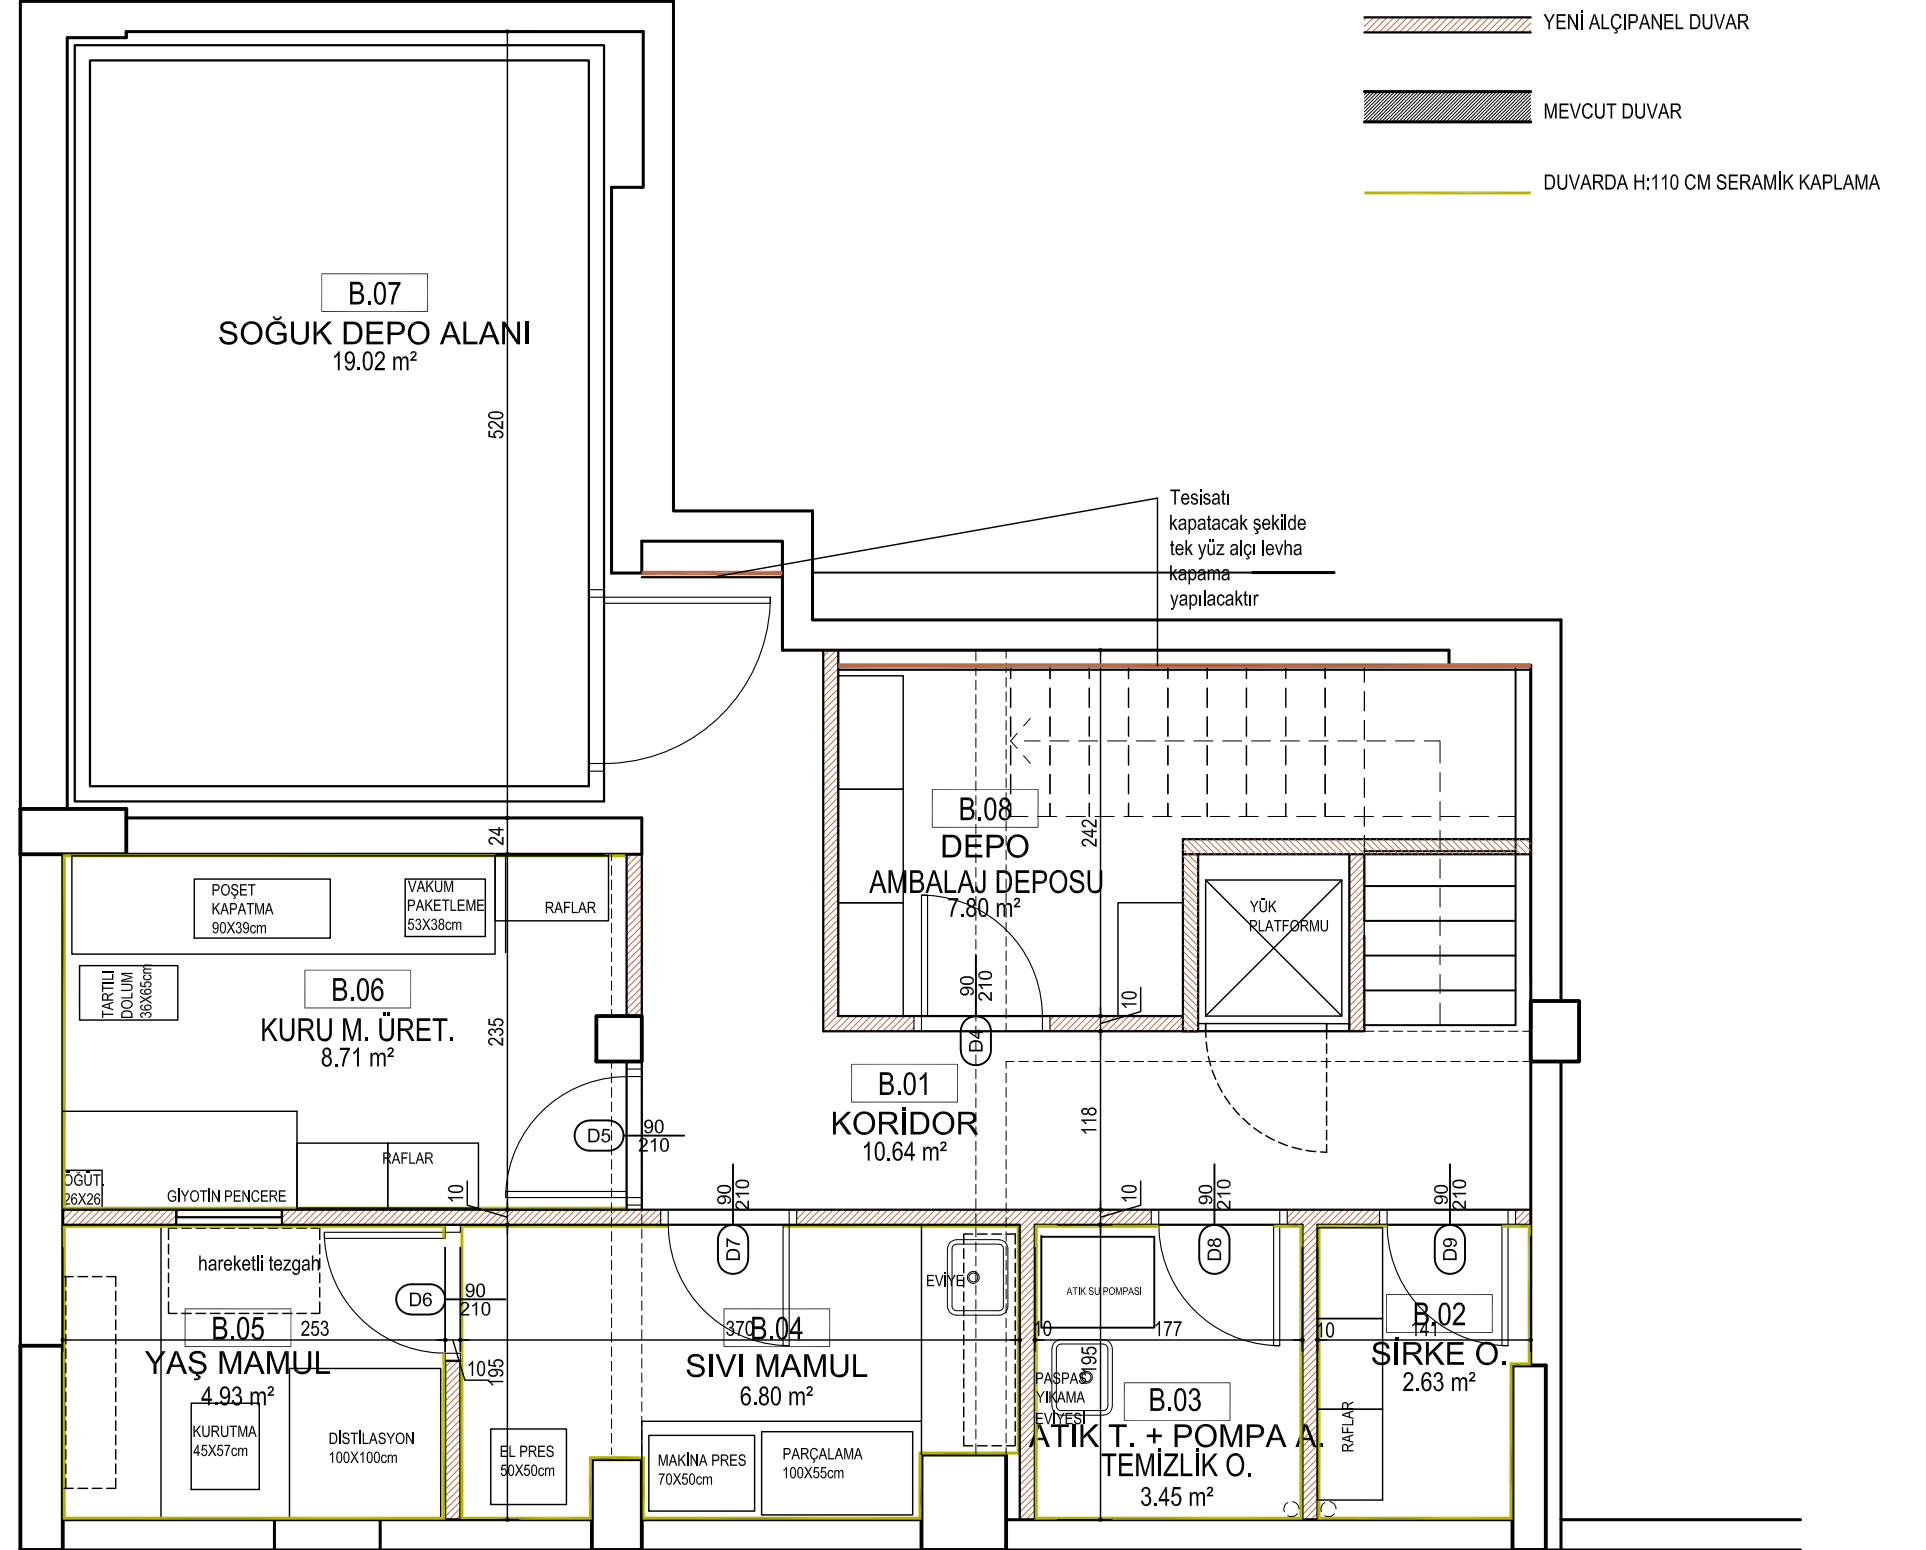 YENİ ALÇIPANEL DUVAR
MEVCUT DUVAR
DUVARDA H:110 CM SERAMİK KAPLAMA
B.07
SOĞUK DEPO ALANI
19.02 m²
520
Tesisatı
kapatacak şekilde
tek yüz alçı levha
kapama
yapılacaktır
24
B.08
DEPO
AMBALAJ DEPOSU
7.80 m²
242
90
210
D4
10
YÜK
PLATFORMU
POŞET
KAPATMA
90X39cm
VAKUM
PAKETLEME
53X38cm
RAFLAR
TARTILI
DOLUM
36X65cm
B.06
KURU M. ÜRET.
8.71 m²
235
B.01
KORİDOR
10.64 m²
118
D5
90
210
RAFLAR
ÖĞÜT.
26X26
GİYOTİN PENCERE
10
90
210
D7
10
90
210
D8
90
210
D9
hareketli tezgah
D6
90
210
B.05
253
YAŞ MAMUL
4.93 m²
KURUTMA
45X57cm
DİSTİLASYON
100X100cm
10
195
EVİYE
370
B.04
SIVI MAMUL
6.80 m²
EL PRES
50X50cm
MAKİNA PRES
70X50cm
PARÇALAMA
100X55cm
ATIK SU POMPASI
10
177
195
PASPAS
YIKAMA
EVİYESİ
B.03
ATIK T. + POMPA A.
TEMİZLİK O.
3.45 m²
B.02
10
141
SİRKE O.
2.63 m²
RAFLAR